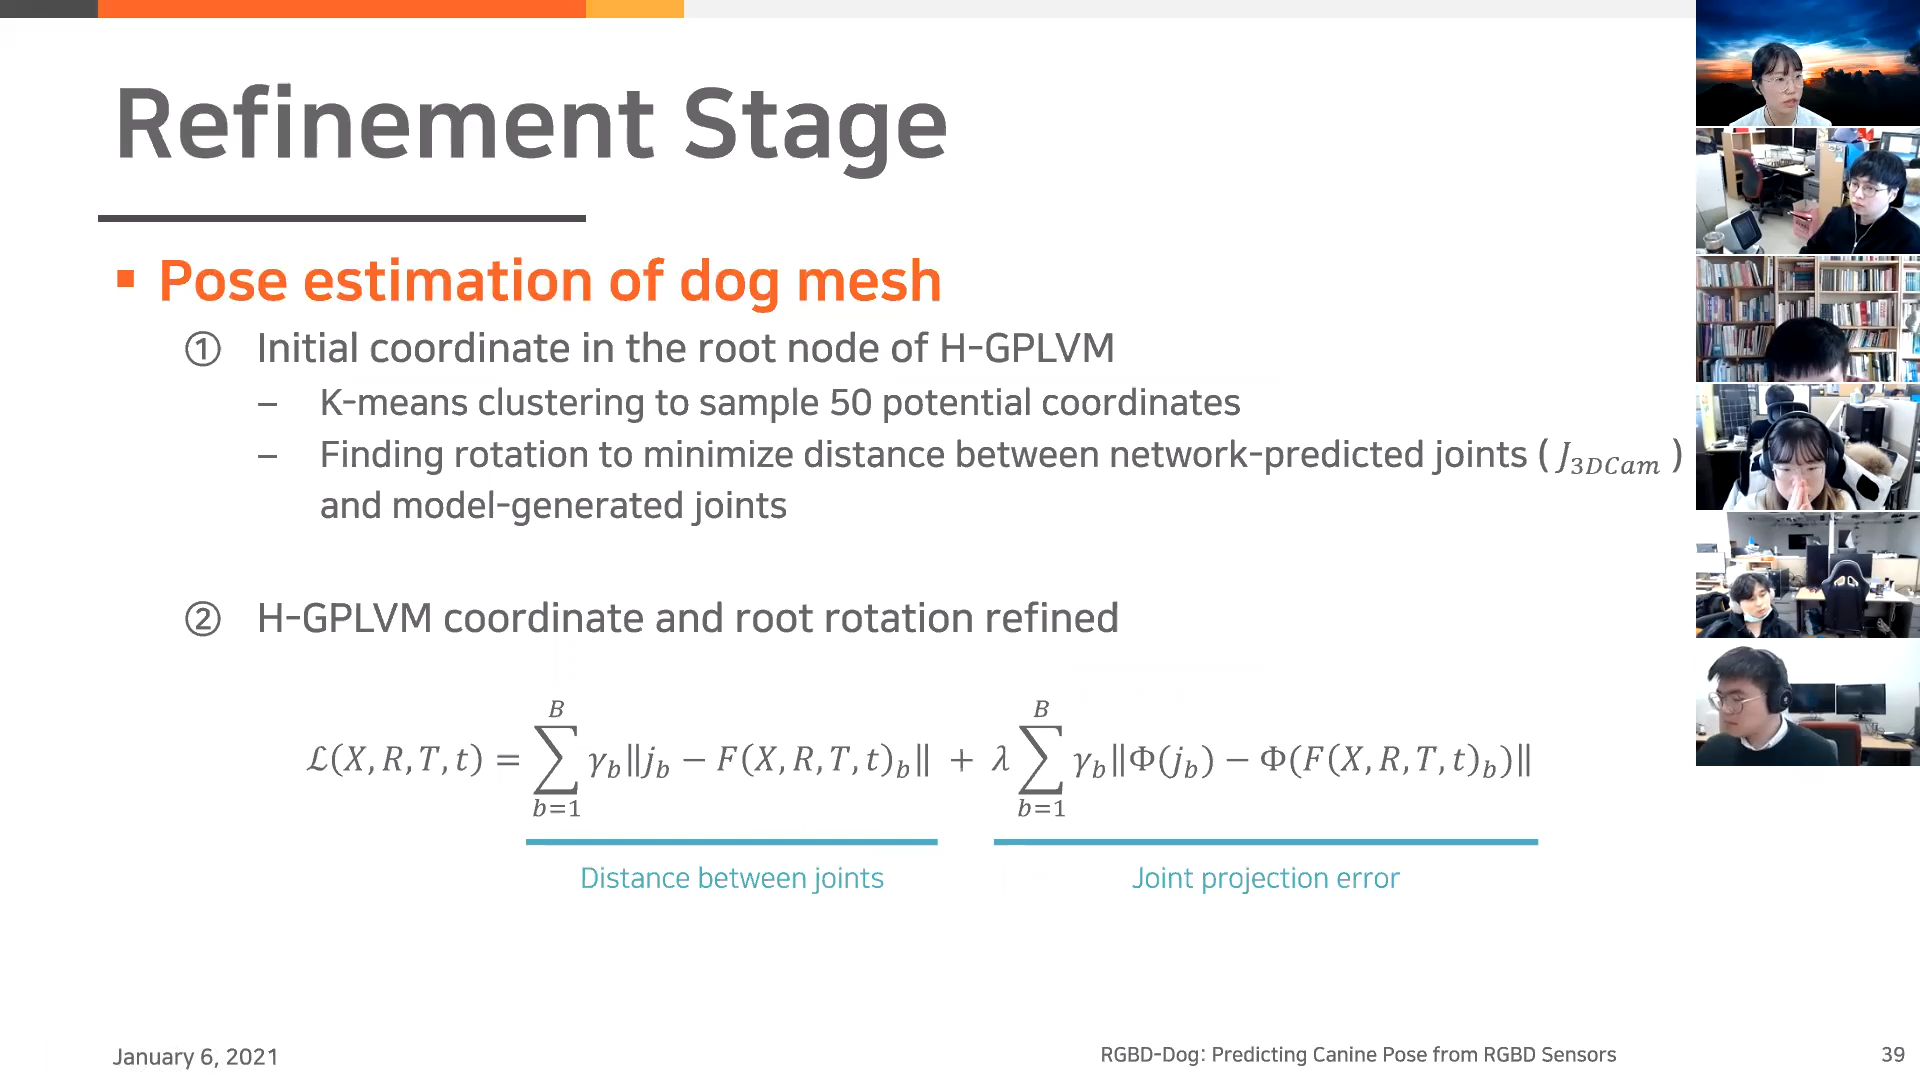 Refinement Stage
▪ Pose estimation of dog mesh
① Initial coordinate in the root node of H-GPLVM
– K-means clustering to sample 50 potential coordinates
– Finding rotation to minimize distance between network-predicted joints ( J_{3DCam} )
and model-generated joints
② H-GPLVM coordinate and root rotation refined
ℒ(X, R, T, t) = ∑_{b=1}^{B} γ_b‖j_b − F(X, R, T, t)_b‖ + λ ∑_{b=1}^{B} γ_b‖Φ(j_b) − Φ(F(X, R, T, t)_b)‖
Distance between joints
Joint projection error
January 6, 2021
RGBD-Dog: Predicting Canine Pose from RGBD Sensors
39